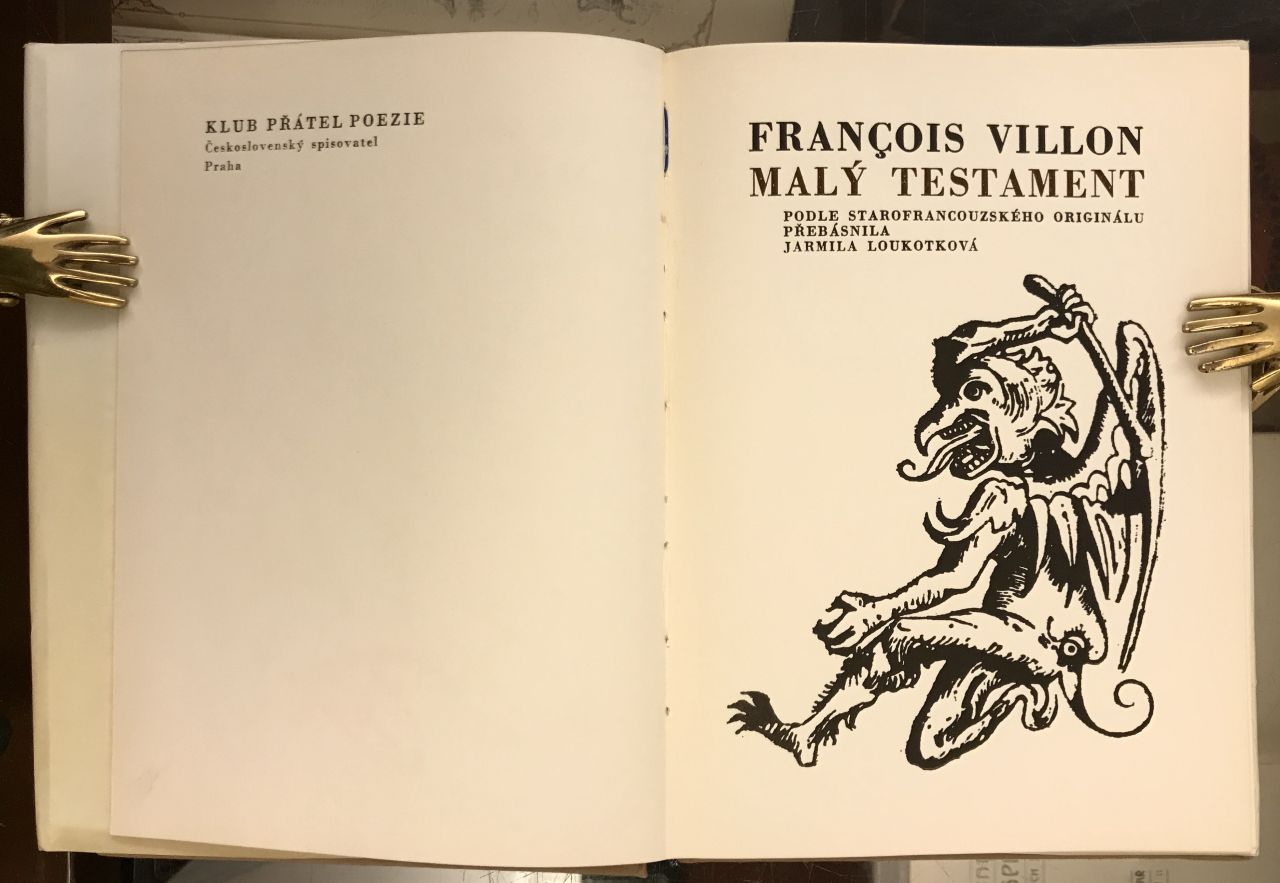 KLUB PŘÁTEL POEZIE
Československý spisovatel
Praha
FRANÇOIS VILLON
MALÝ TESTAMENT
PODLE STAROFRANCOUZSKÉHO ORIGINÁLU
PŘEBÁSNILA
JARMILA LOUKOTKOVÁ